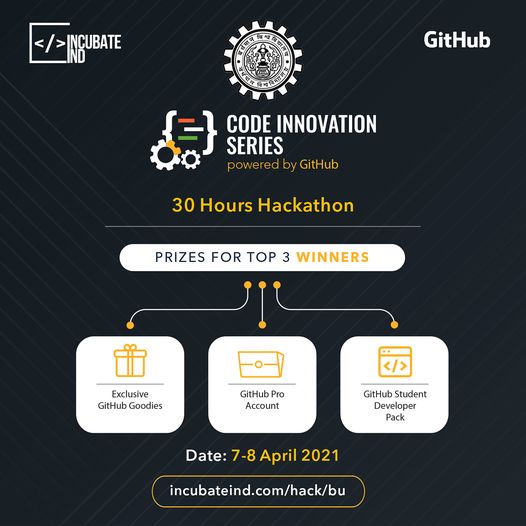 </>INCUBATE
IND
GitHub
CODE INNOVATION
SERIES
powered by GitHub
30 Hours Hackathon
PRIZES FOR TOP 3 WINNERS
Exclusive
GitHub Goodies
GitHub Pro
Account
</>
GitHub Student
Developer
Pack
Date: 7-8 April 2021
incubateind.com/hack/bu